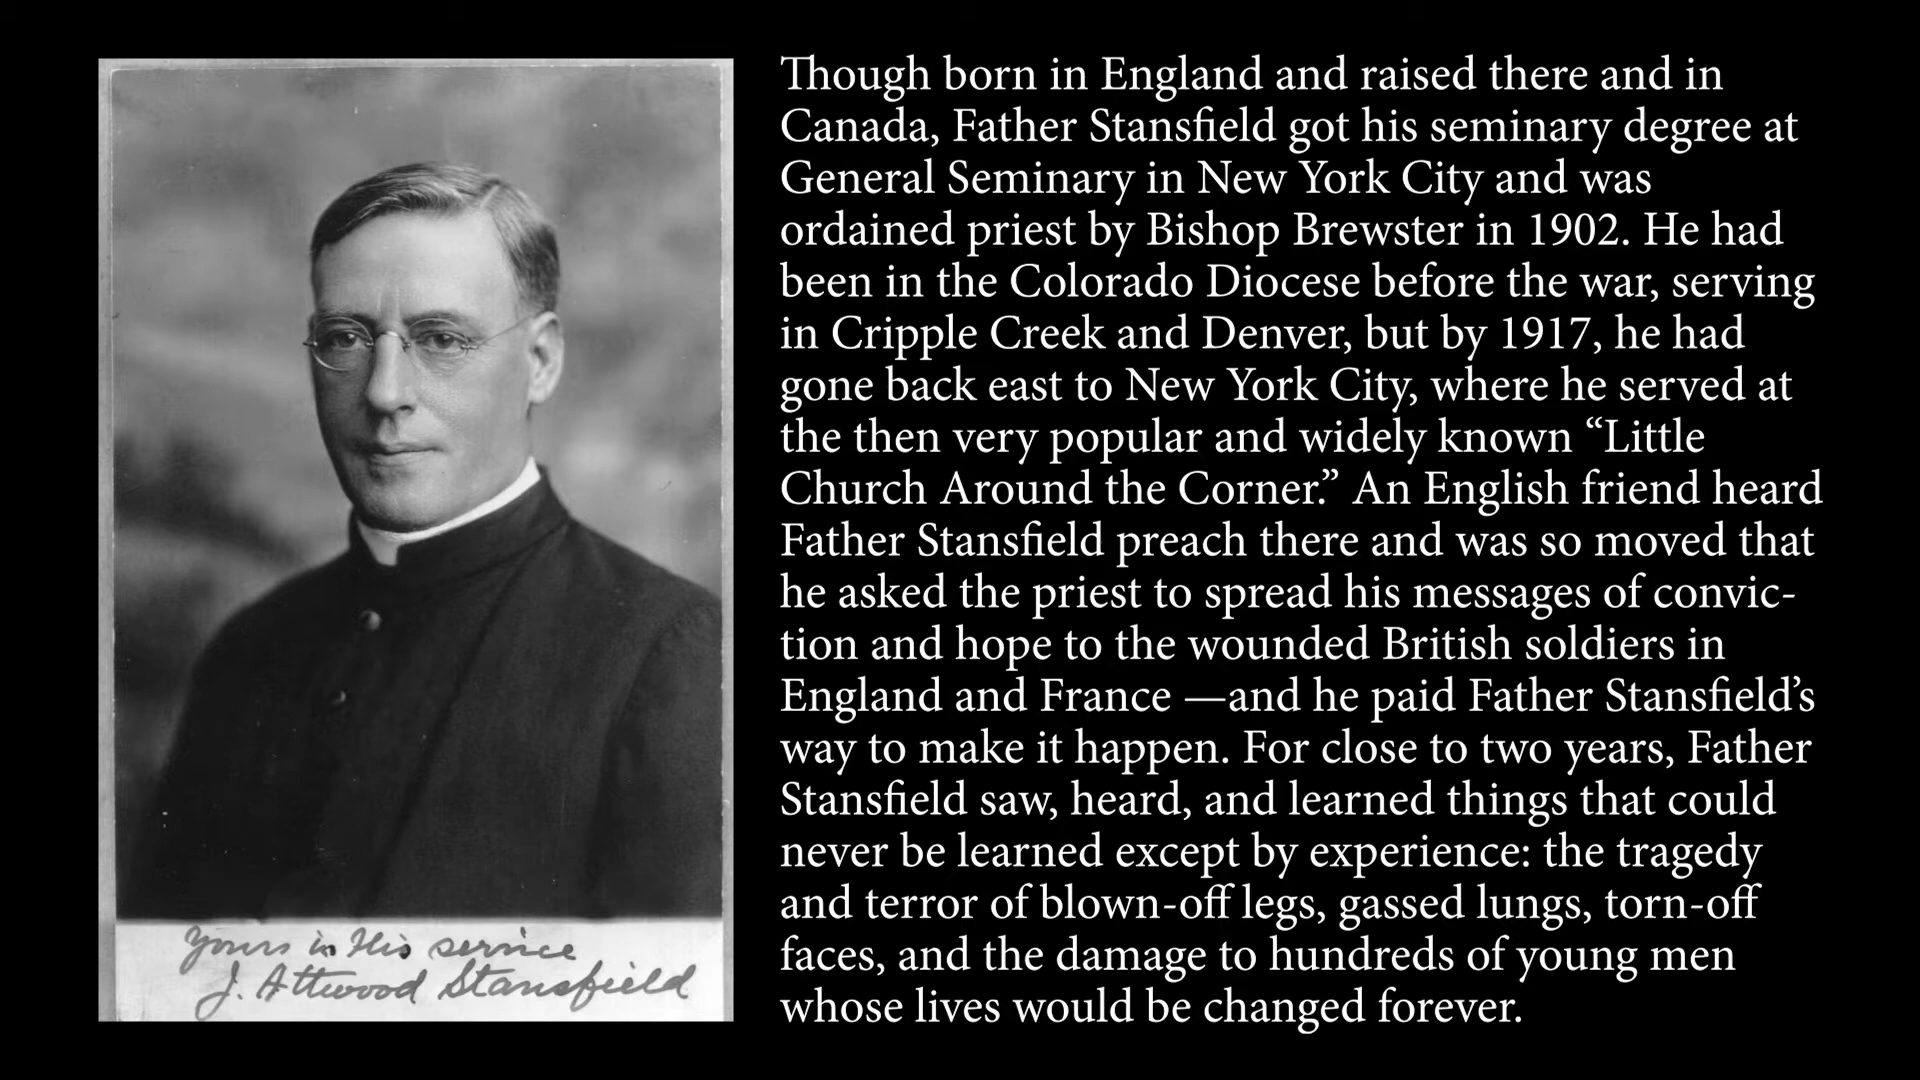 Though born in England and raised there and in
Canada, Father Stansfield got his seminary degree at
General Seminary in New York City and was
ordained priest by Bishop Brewster in 1902. He had
been in the Colorado Diocese before the war, serving
in Cripple Creek and Denver, but by 1917, he had
gone back east to New York City, where he served at
the then very popular and widely known “Little
Church Around the Corner.” An English friend heard
Father Stansfield preach there and was so moved that
he asked the priest to spread his messages of convic-
tion and hope to the wounded British soldiers in
England and France —and he paid Father Stansfield’s
way to make it happen. For close to two years, Father
Stansfield saw, heard, and learned things that could
never be learned except by experience: the tragedy
and terror of blown-off legs, gassed lungs, torn-off
faces, and the damage to hundreds of young men
whose lives would be changed forever.
Yours in His service
J. Attwood Stansfield